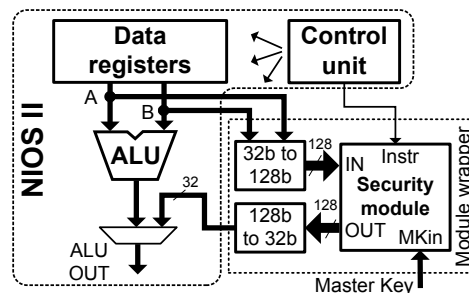 Data
registers
Control
unit
NIOS II
A
B
ALU
32
ALU
OUT
32b to
128b
128
128b
to 32b
128
IN
Instr
Security
module
OUT
MKin
Module wrapper
Master Key